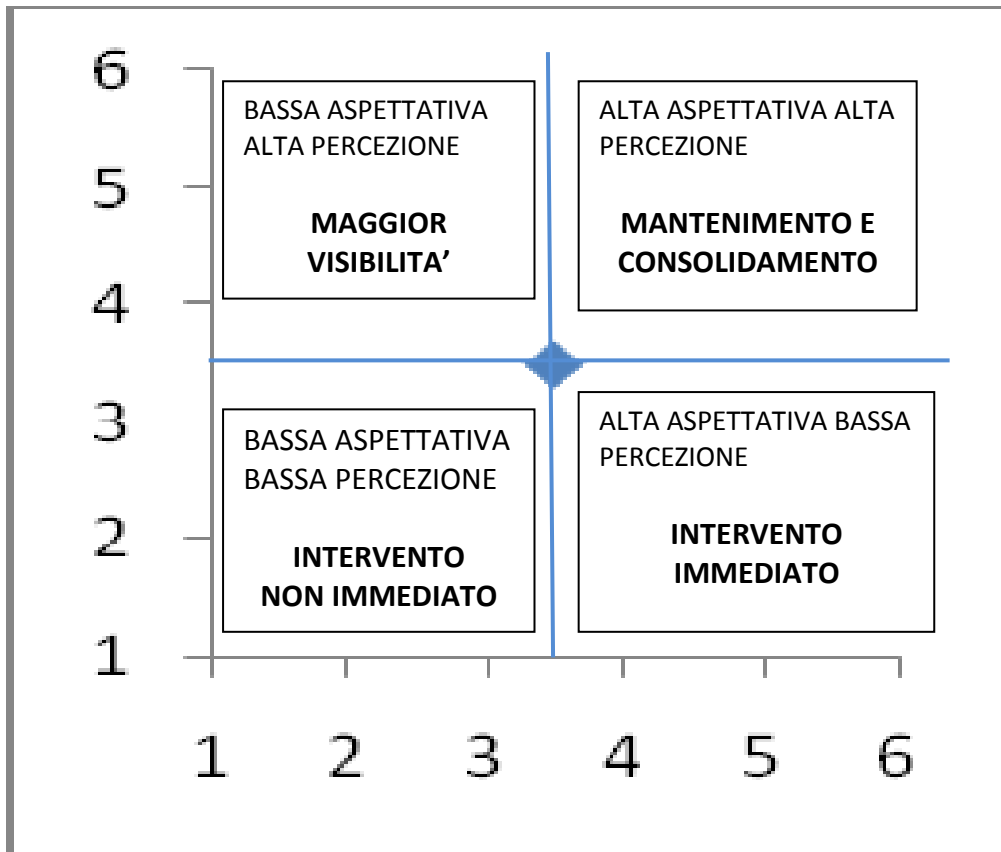 6
5
4
3
2
1
BASSA ASPETTATIVA
ALTA PERCEZIONE
MAGGIOR
VISIBILITA’
ALTA ASPETTATIVA ALTA
PERCEZIONE
MANTENIMENTO E
CONSOLIDAMENTO
BASSA ASPETTATIVA
BASSA PERCEZIONE
INTERVENTO
NON IMMEDIATO
ALTA ASPETTATIVA BASSA
PERCEZIONE
INTERVENTO
IMMEDIATO
1 2 3 4 5 6